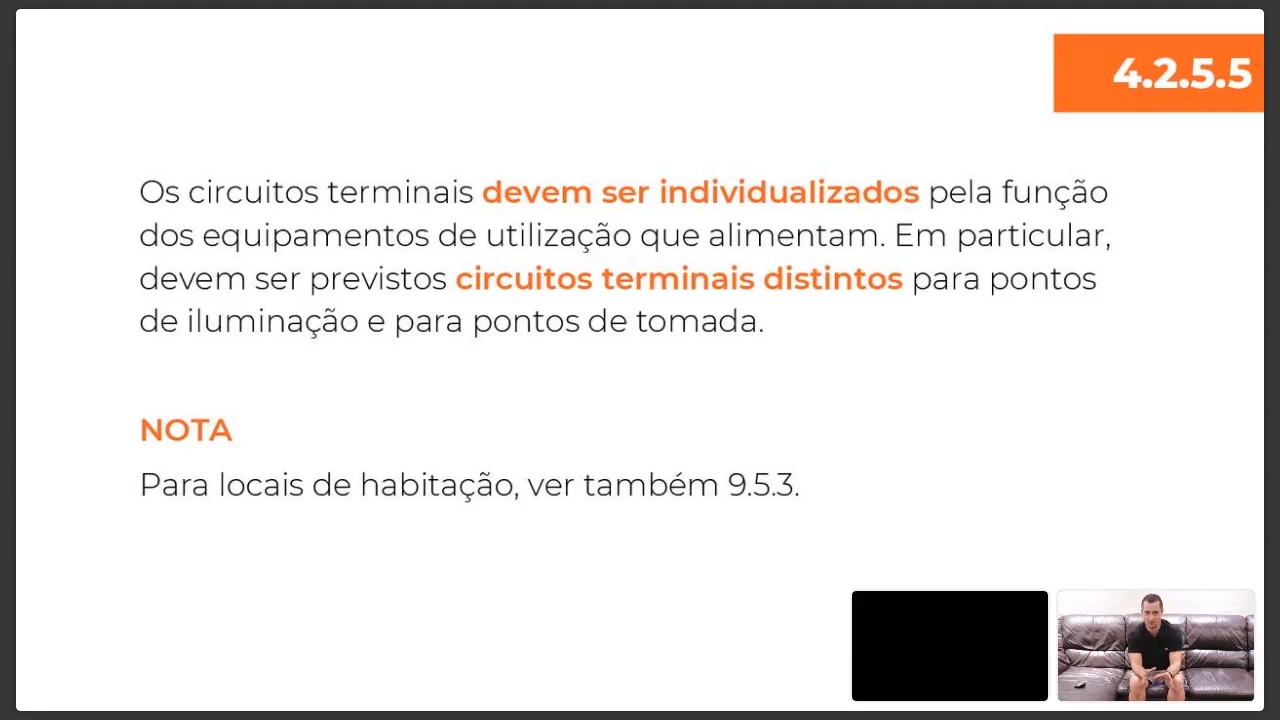 4.2.5.5
Os circuitos terminais devem ser individualizados pela função
dos equipamentos de utilização que alimentam. Em particular,
devem ser previstos circuitos terminais distintos para pontos
de iluminação e para pontos de tomada.
NOTA
Para locais de habitação, ver também 9.5.3.